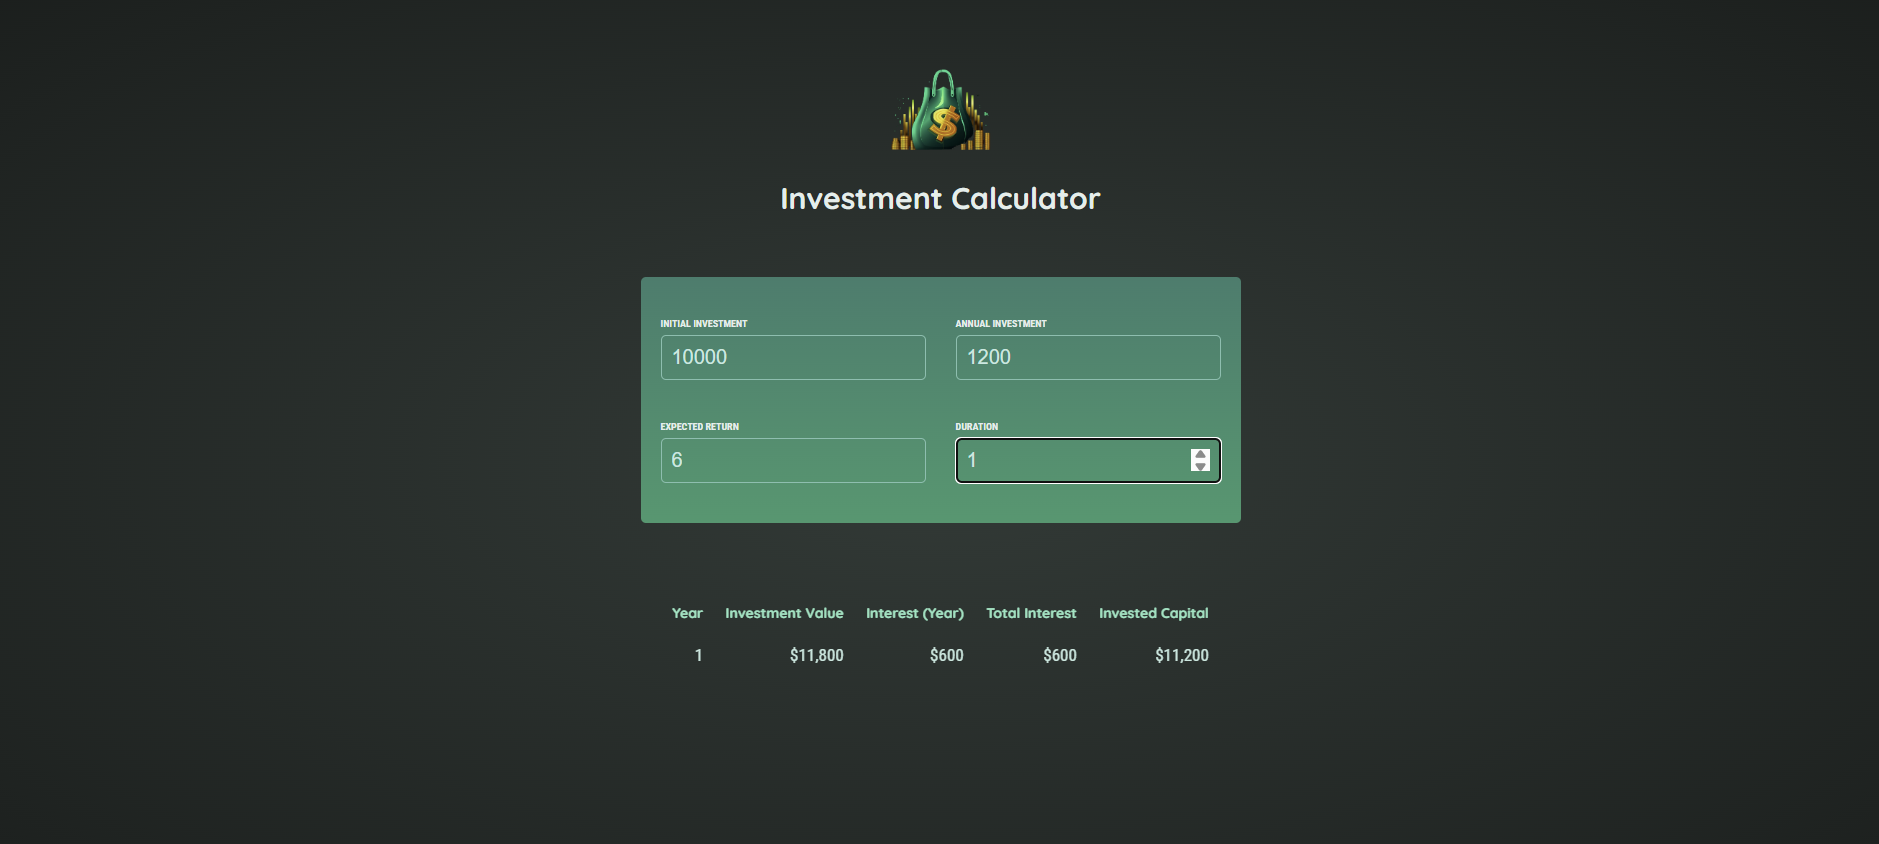 $
Investment Calculator
INITIAL INVESTMENT ANNUAL INVESTMENT
10000 1200
EXPECTED RETURN DURATION
6 1
Year Investment Value Interest (Year) Total Interest Invested Capital
1 $11,800 $600 $600 $11,200